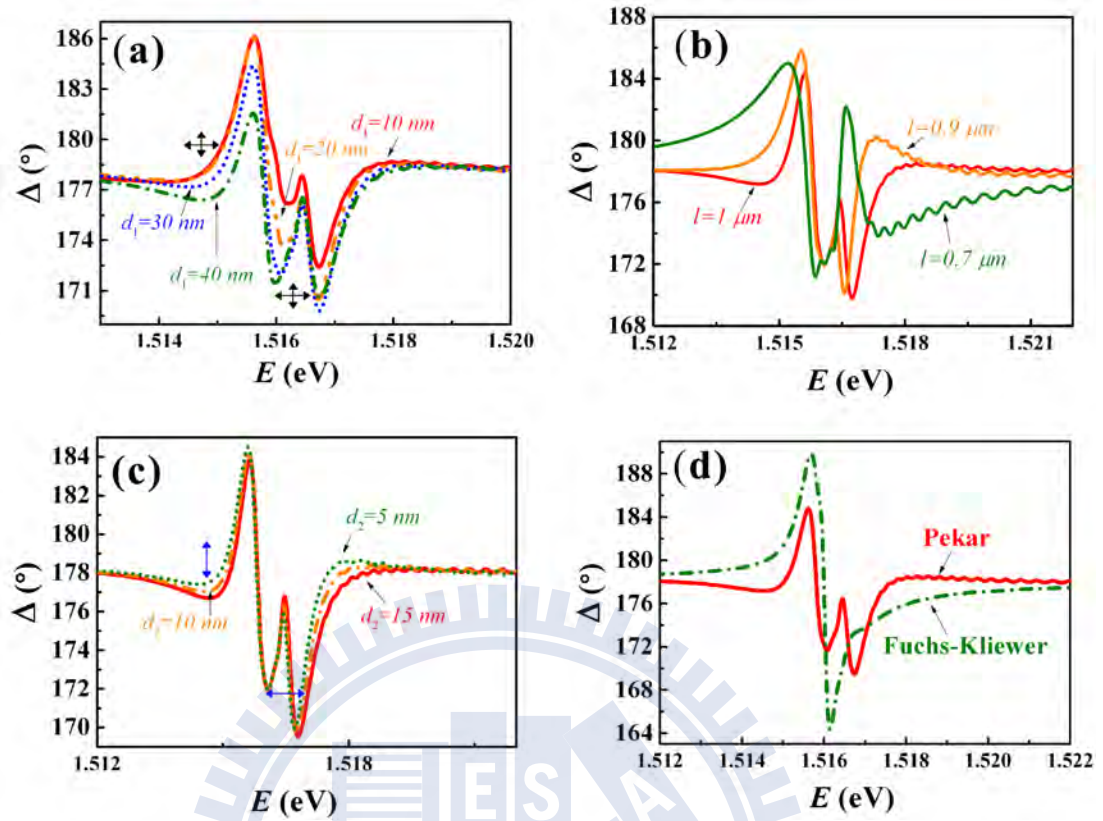 (a)
186
183
180
177
174
171
Δ (°)
d₁=10 nm
d₁=20 nm
d₁=30 nm
d₁=40 nm
1.514 1.516 1.518 1.520
E (eV)
(b)
188
184
180
176
172
168
Δ (°)
l=0.9 μm
l=1 μm
l=0.7 μm
1.512 1.515 1.518 1.521
E (eV)
(c)
184
182
180
178
176
174
172
170
Δ (°)
d₂=5 nm
d₂=10 nm
d₂=15 nm
1.512 1.518
E (eV)
(d)
188
184
180
176
172
168
164
Δ (°)
Pekar
Fuchs-Kliewer
1.512 1.514 1.516 1.518 1.520 1.522
E (eV)
ESA